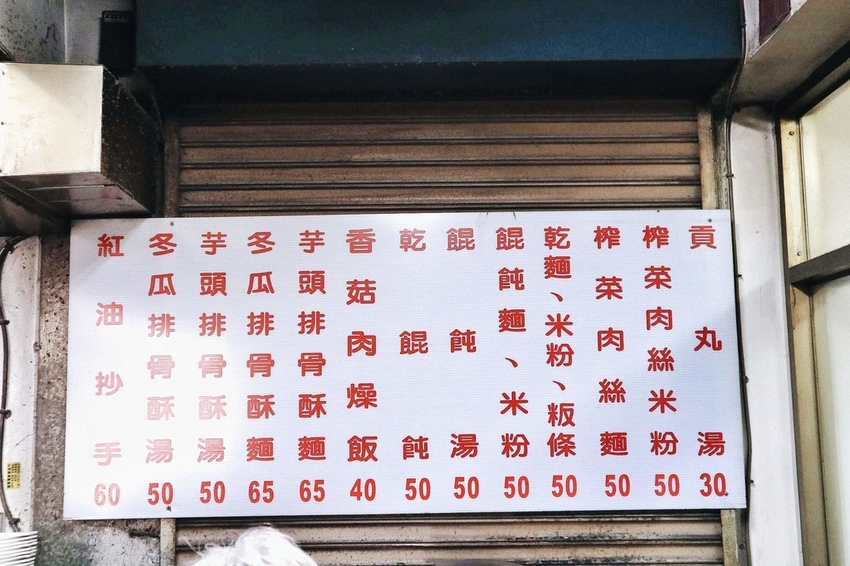 貢丸湯 30
榨菜肉絲米粉 50
榨菜肉絲麵 50
乾麵、米粉、粄條 50
餛飩麵、米粉 50
餛飩湯 50
乾餛飩 50
香菇肉燥飯 40
芋頭排骨酥麵 65
冬瓜排骨酥麵 65
芋頭排骨酥湯 50
冬瓜排骨酥湯 50
紅油抄手 60